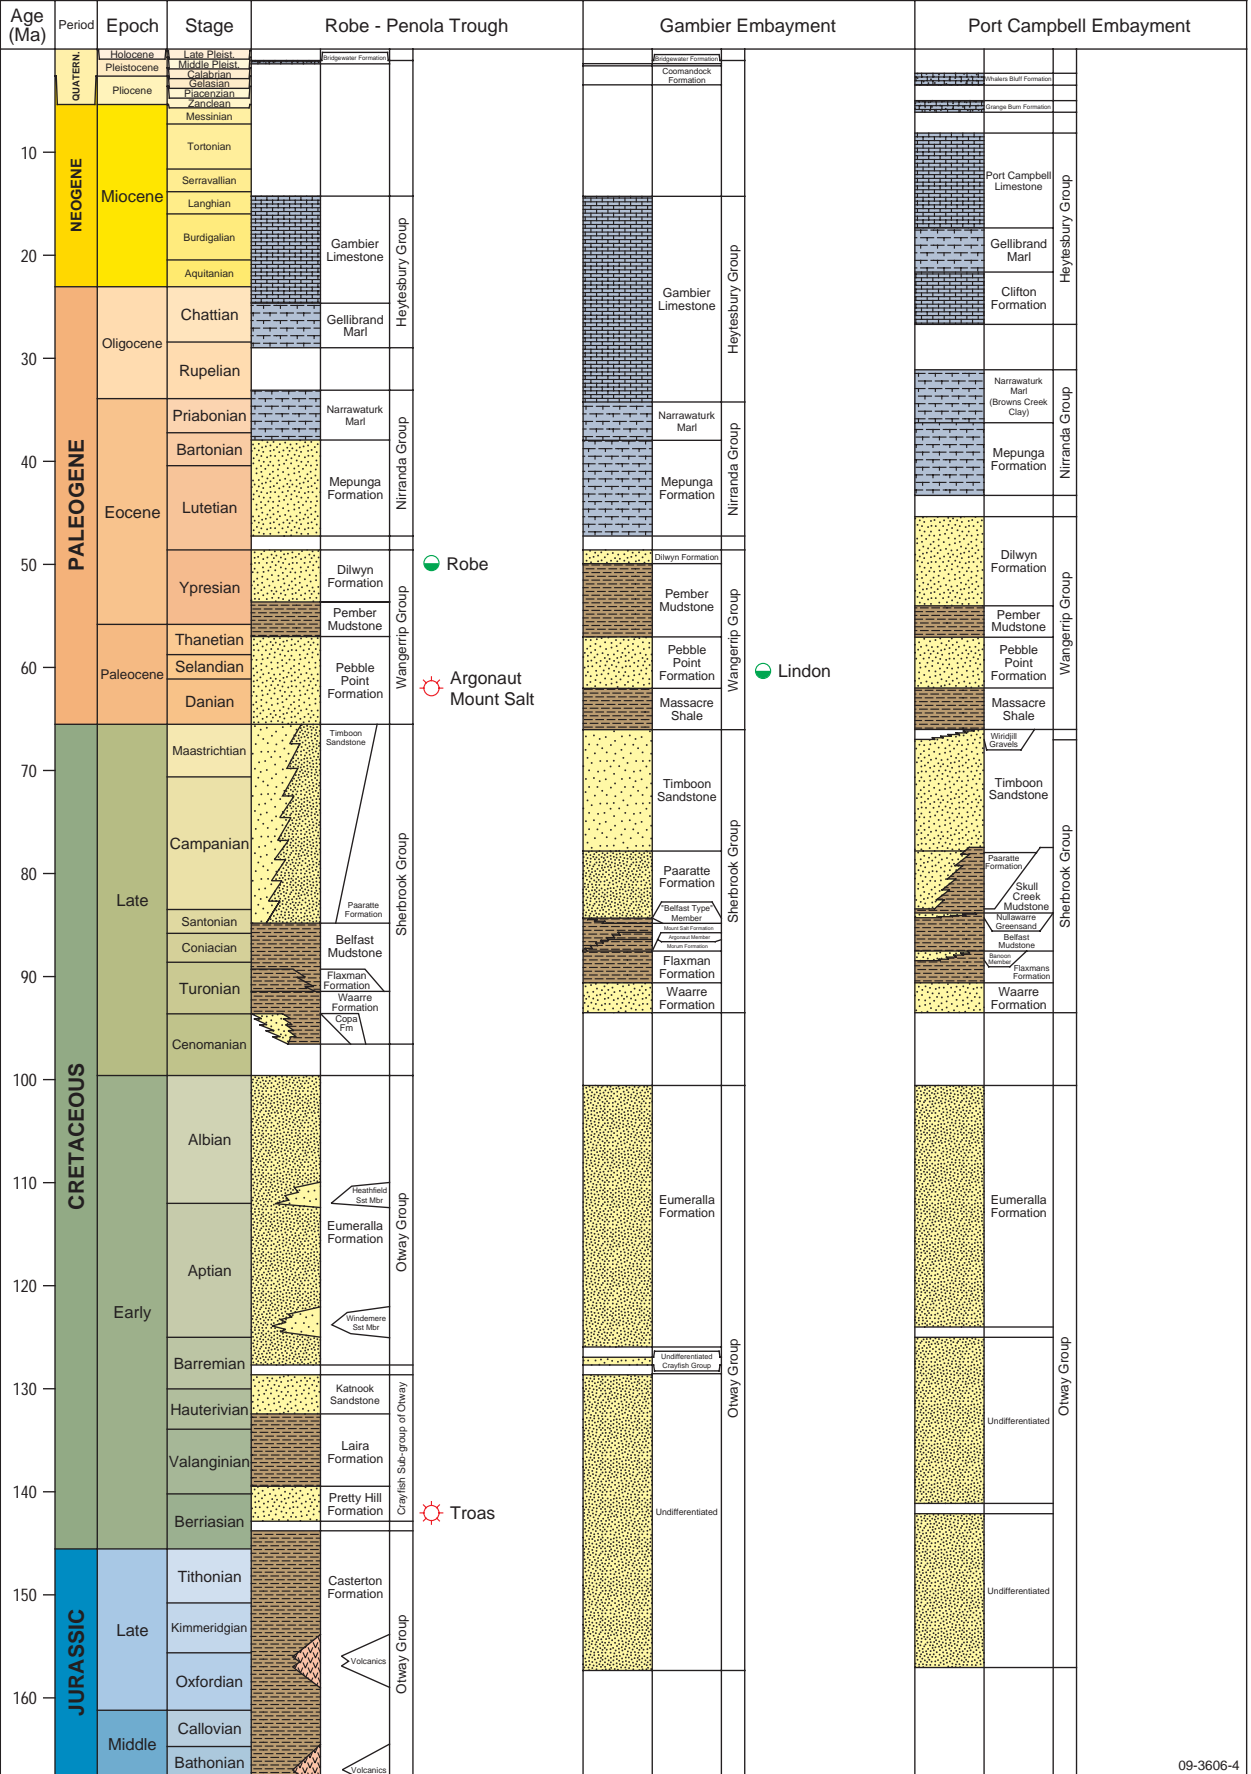 Age
(Ma)
Period
Epoch
Stage
Robe - Penola Trough
Gambier Embayment
Port Campbell Embayment
10
20
30
40
50
60
70
80
90
100
110
120
130
140
150
160
QUATERN.
NEOGENE
PALEOGENE
CRETACEOUS
JURASSIC
Holocene
Pleistocene
Pliocene
Miocene
Oligocene
Eocene
Paleocene
Late
Early
Late
Middle
Late Pleist.
Middle Pleist.
Calabrian
Gelasian
Piacenzian
Zanclean
Messinian
Tortonian
Serravallian
Langhian
Burdigalian
Aquitanian
Chattian
Rupelian
Priabonian
Bartonian
Lutetian
Ypresian
Thanetian
Selandian
Danian
Maastrichtian
Campanian
Santonian
Coniacian
Turonian
Cenomanian
Albian
Aptian
Barremian
Hauterivian
Valanginian
Berriasian
Tithonian
Kimmeridgian
Oxfordian
Callovian
Bathonian
Bridgewater Formation
Gambier
Limestone
Gellibrand
Marl
Heytesbury Group
Narrawaturk
Marl
Mepunga
Formation
Nirranda Group
Dilwyn
Formation
Pember
Mudstone
Pebble
Point
Formation
Wangerrip Group
Robe
Argonaut
Mount Salt
Timboon
Sandstone
Paaratte
Formation
Belfast
Mudstone
Flaxman
Formation
Waarre
Formation
Copa
Fm
Sherbrook Group
Heathfield
Sst Mbr
Eumeralla
Formation
Windemere
Sst Mbr
Otway Group
Katnook
Sandstone
Laira
Formation
Pretty Hill
Formation
Crayfish Sub-group of Otway
Troas
Casterton
Formation
Volcanics
Volcanics
Otway Group
Bridgewater Formation
Coomandock
Formation
Gambier
Limestone
Heytesbury Group
Narrawaturk
Marl
Mepunga
Formation
Nirranda Group
Dilwyn Formation
Pember
Mudstone
Pebble
Point
Formation
Massacre
Shale
Wangerrip Group
Lindon
Timboon
Sandstone
Paaratte
Formation
"Belfast Type"
Member
Mount Salt Formation
Argonaut Member
Morum Formation
Flaxman
Formation
Waarre
Formation
Sherbrook Group
Eumeralla
Formation
Undifferentiated
Crayfish Group
Undifferentiated
Otway Group
Whalers Bluff Formation
Grange Burn Formation
Port Campbell
Limestone
Gellibrand
Marl
Clifton
Formation
Heytesbury Group
Narrawaturk
Marl
(Browns Creek
Clay)
Mepunga
Formation
Nirranda Group
Dilwyn
Formation
Pember
Mudstone
Pebble
Point
Formation
Massacre
Shale
Wangerrip Group
Wiridjill
Gravels
Timboon
Sandstone
Paaratte
Formation
Skull
Creek
Mudstone
Nullawarre
Greensand
Belfast
Mudstone
Banoon
Member
Flaxmans
Formation
Waarre
Formation
Sherbrook Group
Eumeralla
Formation
Undifferentiated
Undifferentiated
Otway Group
09-3606-4